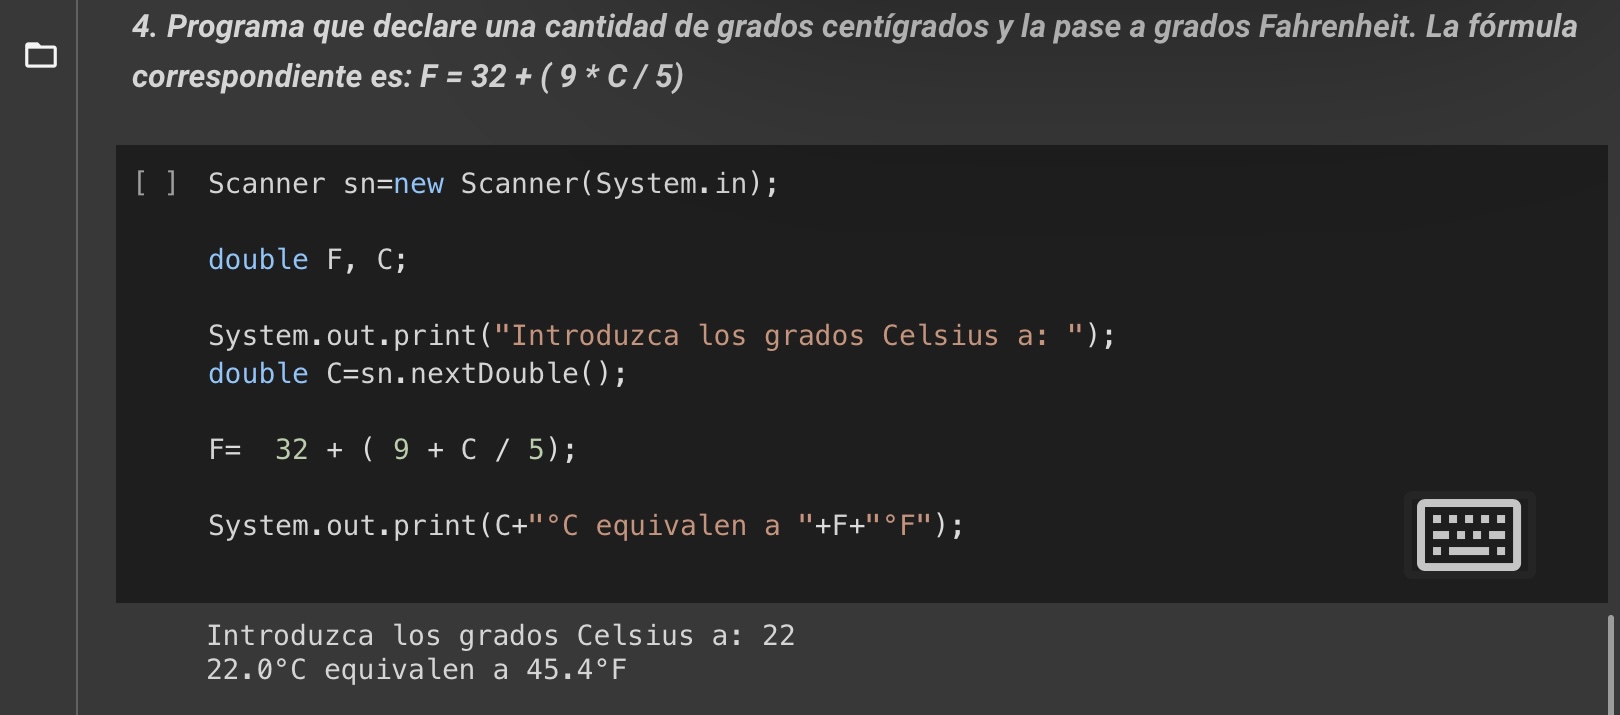 4. Programa que declare una cantidad de grados centígrados y la pase a grados Fahrenheit. La fórmula
correspondiente es: F = 32 + ( 9 * C / 5)
[ ] Scanner sn=new Scanner(System.in);
double F, C;
System.out.print("Introduzca los grados Celsius a: ");
double C=sn.nextDouble();
F=  32 + ( 9 + C / 5);
System.out.print(C+"°C equivalen a "+F+"°F");
Introduzca los grados Celsius a: 22
22.0°C equivalen a 45.4°F